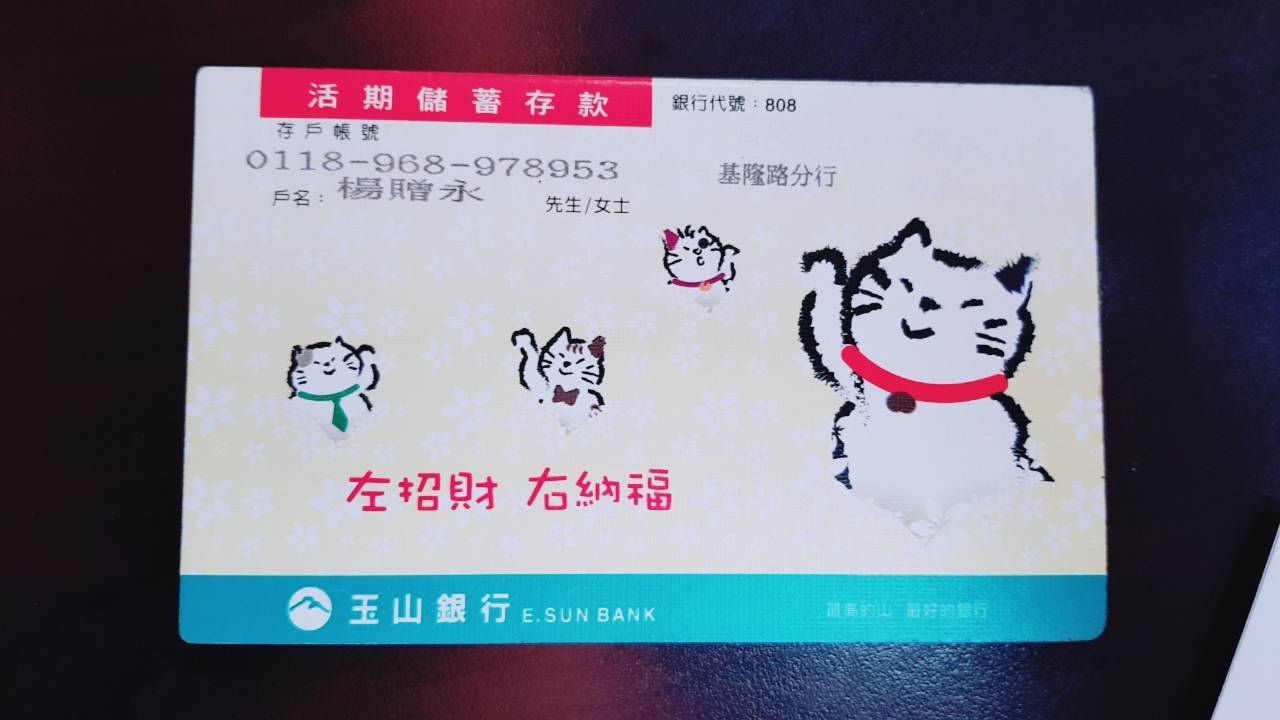 活期儲蓄存款
銀行代號：808
存戶帳號
0118-968-978953
基隆路分行
戶名：楊贈永 先生/女士
左招財 右納福
玉山銀行 E.SUN BANK
最高的山 最好的銀行